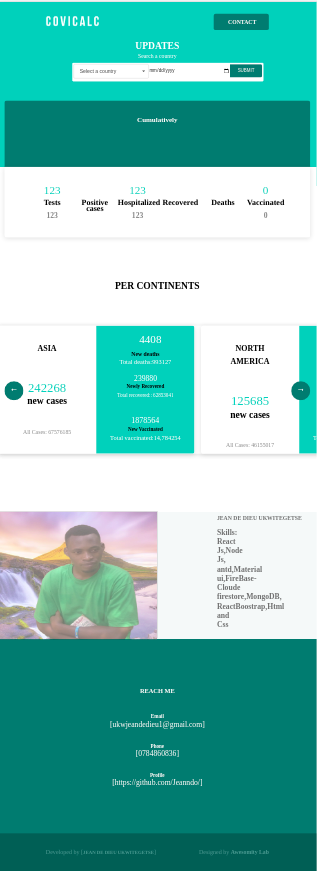 COVICALC
CONTACT
UPDATES
Search a country
Select a country
mm/dd/yyyy
SUBMIT
Cumulatively
123 123 0
Tests Positive cases Hospitalized Recovered Deaths Vaccinated
123 123 0
PER CONTINENTS
ASIA
242268
new cases
All Cases: 67576185
4408
New deaths
Total deaths:993127
239880
Newly Recovered
1878564
New Vaccinated
Total vaccinated:14,784254
NORTH
AMERICA
125685
new cases
All Cases: 46155017
JEAN DE DIEU UKWITEGETSE
Skills:
React
Js,Node
Js,
antd,Material
ui,FireBase-
Cloude
firestore,MongoDB,
ReactBoostrap,Html
and
Css
REACH ME
Email
[ukwjeandedieu1@gmail.com]
Phone
[0784860836]
Profile
[https://github.com/Jeanndo/]
Developed by [JEAN DE DIEU UKWITEGETSE]
Designed by Awesomity Lab